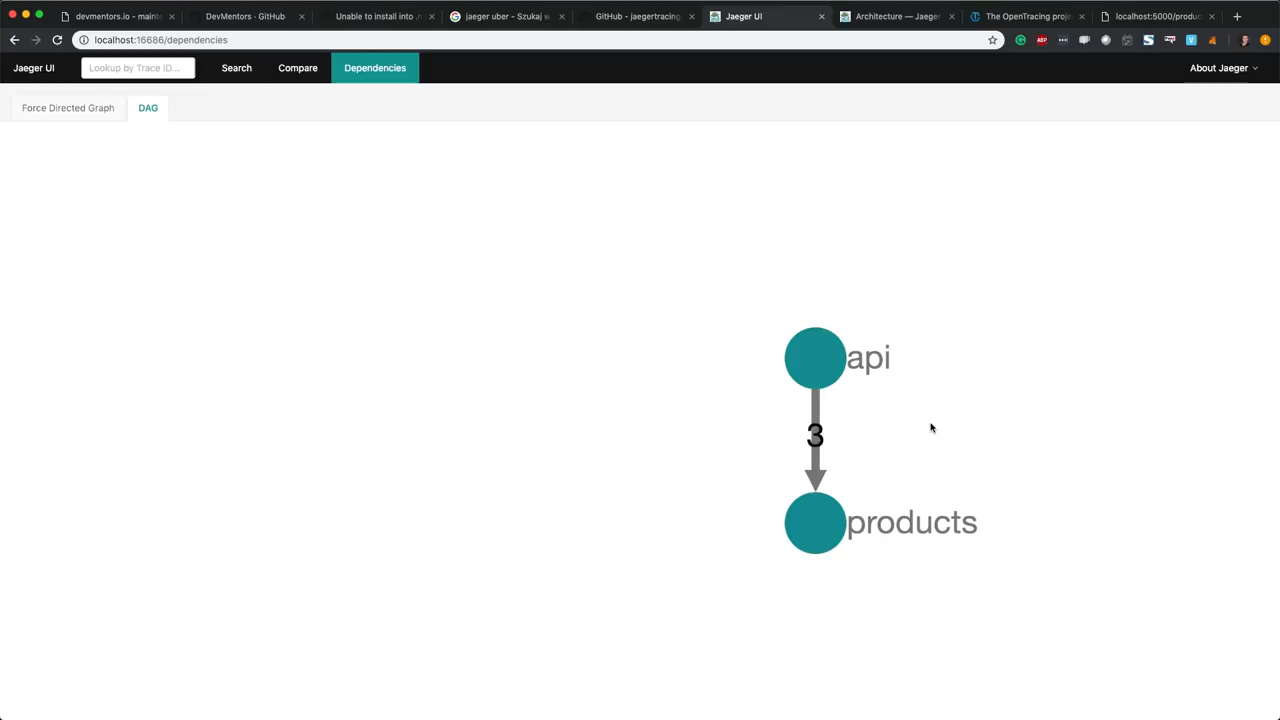 devmentors.io - mainte
DevMentors · GitHub
Unable to install into .n
jaeger uber - Szukaj w
GitHub - jaegertracing
Jaeger UI
Architecture — Jaeger
The OpenTracing proje
localhost:5000/produc
localhost:16686/dependencies
ABP
Jaeger UI
Lookup by Trace ID...
Search
Compare
Dependencies
About Jaeger
Force Directed Graph
DAG
api
3
products